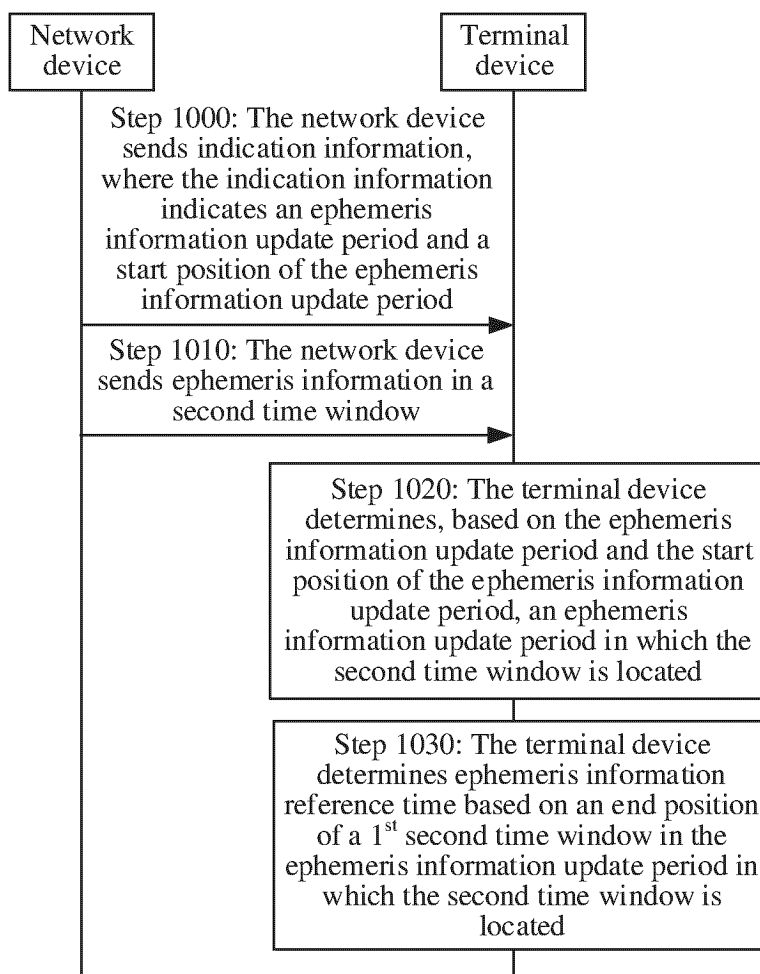 Network
device
Terminal
device
Step 1000: The network device
sends indication information,
where the indication information
indicates an ephemeris
information update period and a
start position of the ephemeris
information update period
Step 1010: The network device
sends ephemeris information in a
second time window
Step 1020: The terminal device
determines, based on the ephemeris
information update period and the start
position of the ephemeris information
update period, an ephemeris
information update period in which the
second time window is located
Step 1030: The terminal device
determines ephemeris information
reference time based on an end position
of a 1st second time window in the
ephemeris information update period in
which the second time window is
located